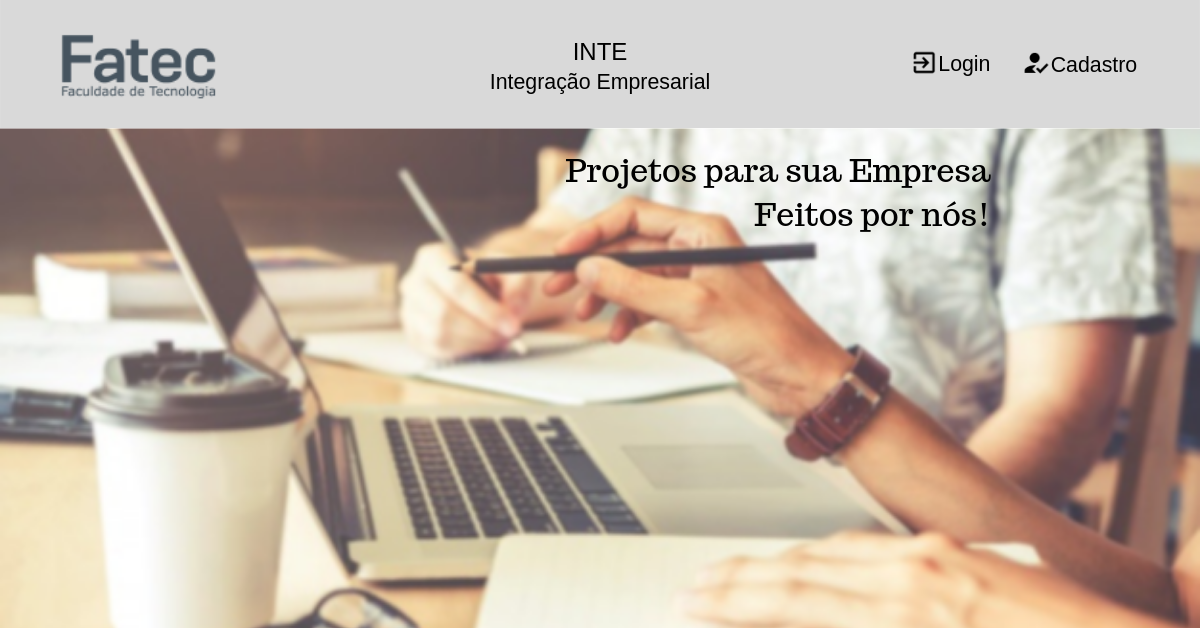 Fatec
Faculdade de Tecnologia
INTE
Integração Empresarial
Login
Cadastro
Projetos para sua Empresa
Feitos por nós!